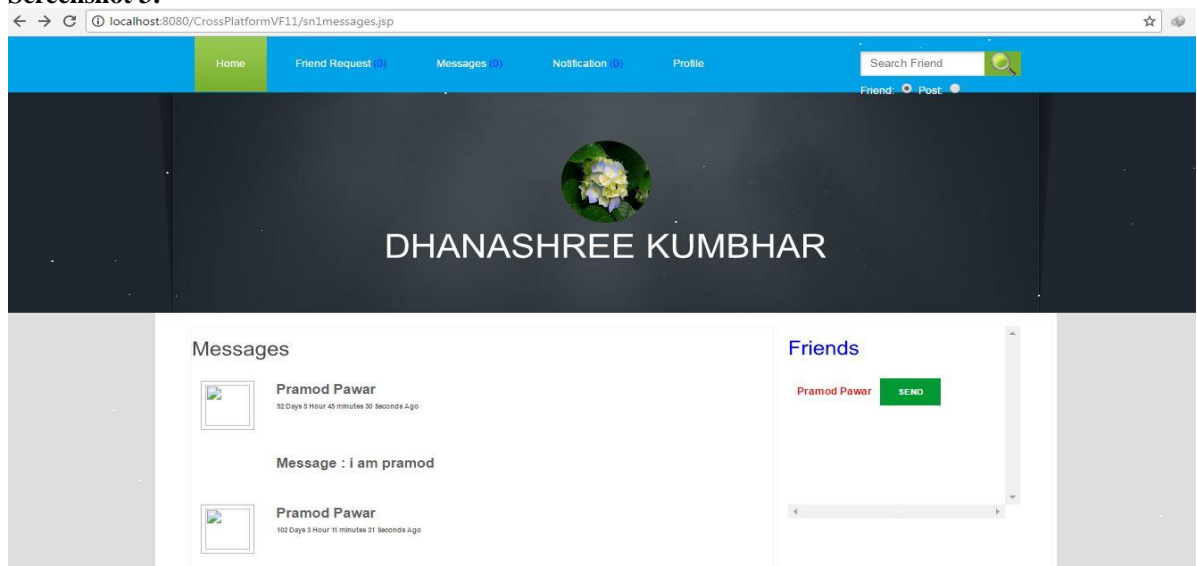 Screenshot 5:
localhost:8080/CrossPlatformVF11/sn1messages.jsp
Home Friend Request (0) Messages (0) Notification (0) Profile Search Friend
Friend: Post:
DHANASHREE KUMBHAR
Messages
Pramod Pawar
32 Days 5 Hour 45 minutes 30 Seconds Ago
Message : i am pramod
Pramod Pawar
102 Days 3 Hour 11 minutes 31 Seconds Ago
Friends
Pramod Pawar SEND